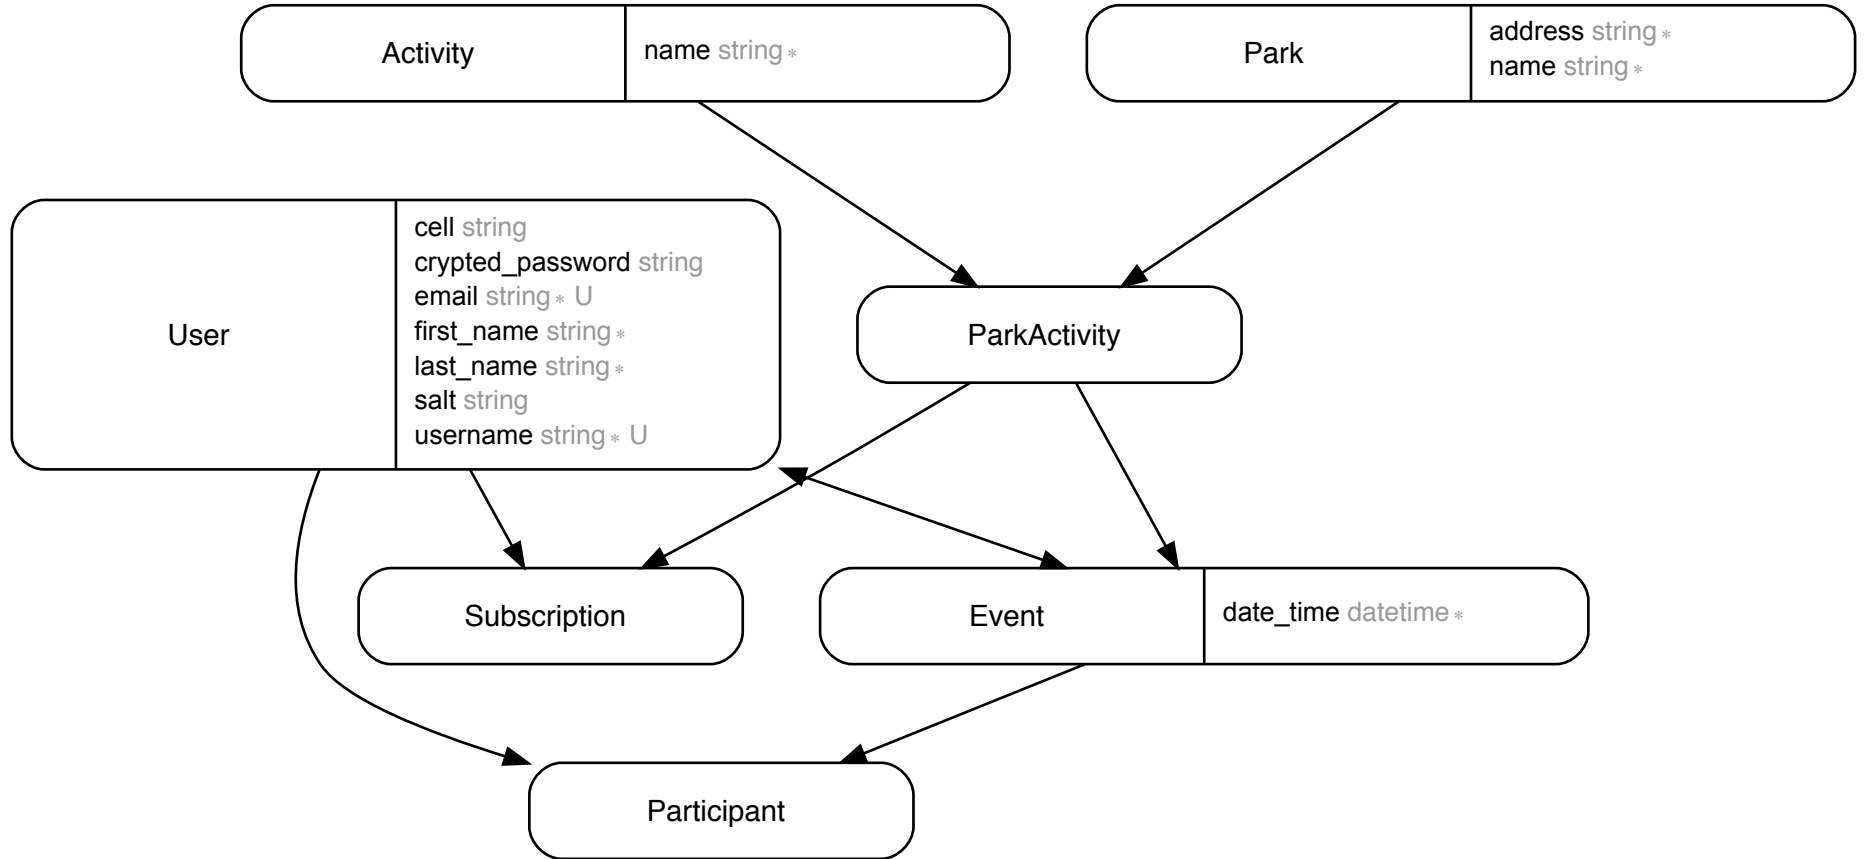 Activity
name string *
Park
address string *
name string *
User
cell string
crypted_password string
email string * U
first_name string *
last_name string *
salt string
username string * U
ParkActivity
Subscription
Event
date_time datetime *
Participant